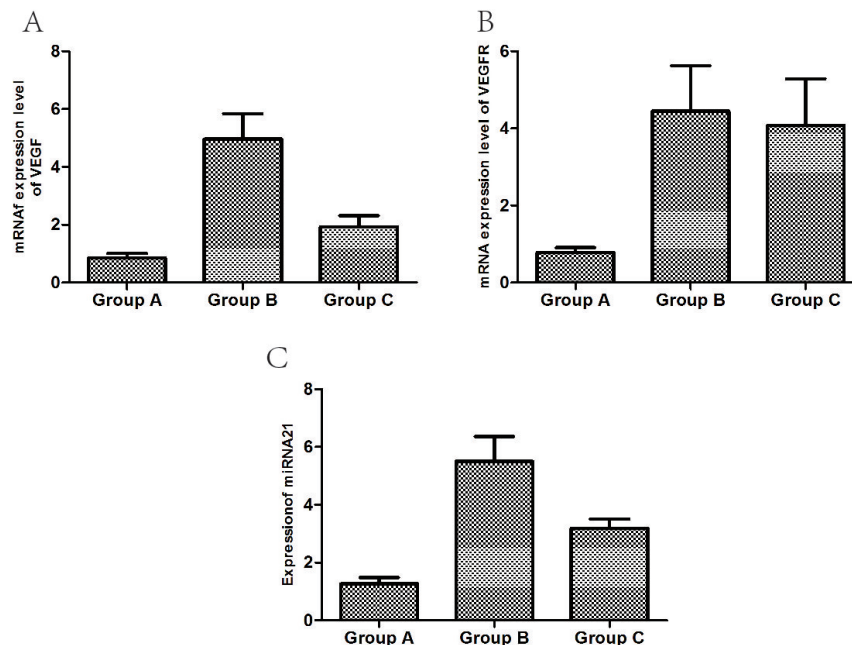 A
mRNAf expression level
of VEGF
8
6
4
2
0
Group A Group B Group C
B
mRNA expression level of VEGFR
6
4
2
0
Group A Group B Group C
C
Expressionof miRNA21
8
6
4
2
0
Group A Group B Group C